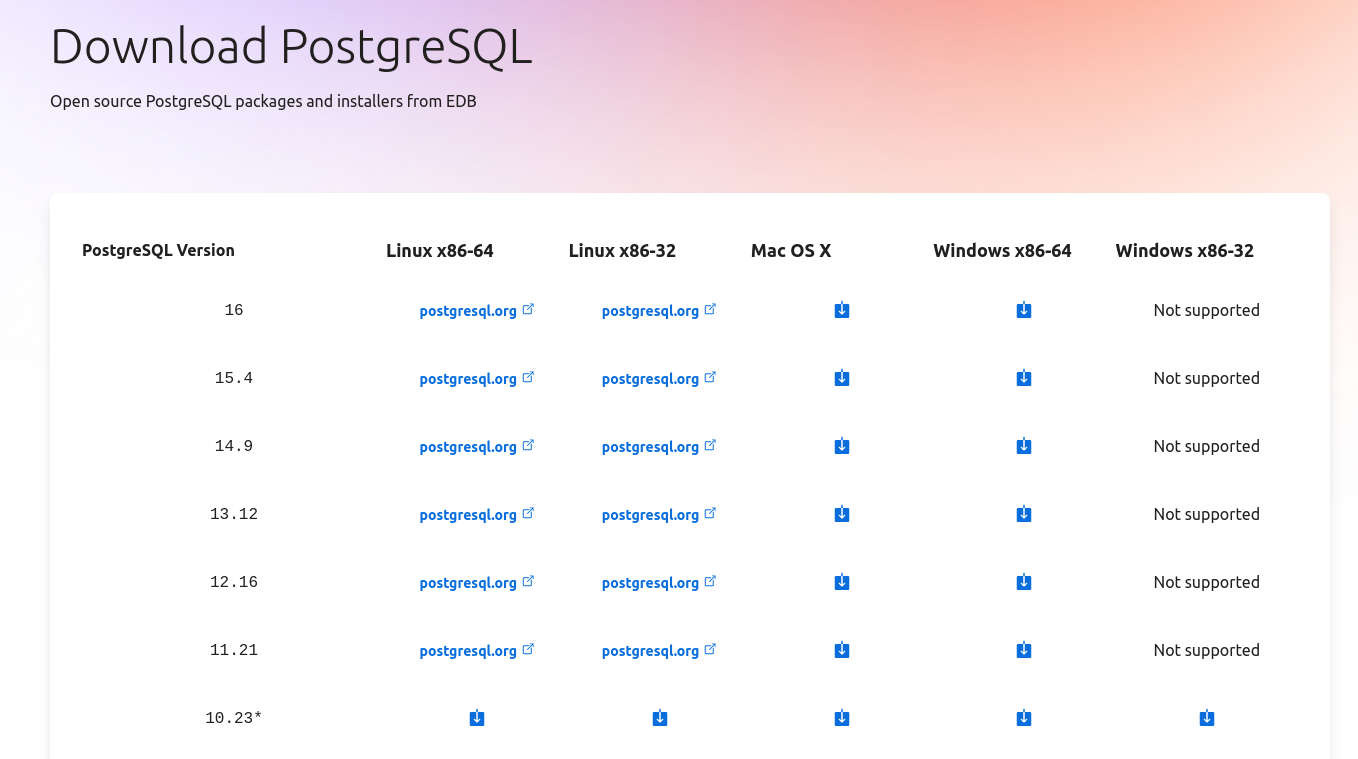 Download PostgreSQL
Open source PostgreSQL packages and installers from EDB
PostgreSQL Version Linux x86-64 Linux x86-32 Mac OS X Windows x86-64 Windows x86-32
16 postgresql.org postgresql.org Not supported
15.4 postgresql.org postgresql.org Not supported
14.9 postgresql.org postgresql.org Not supported
13.12 postgresql.org postgresql.org Not supported
12.16 postgresql.org postgresql.org Not supported
11.21 postgresql.org postgresql.org Not supported
10.23*